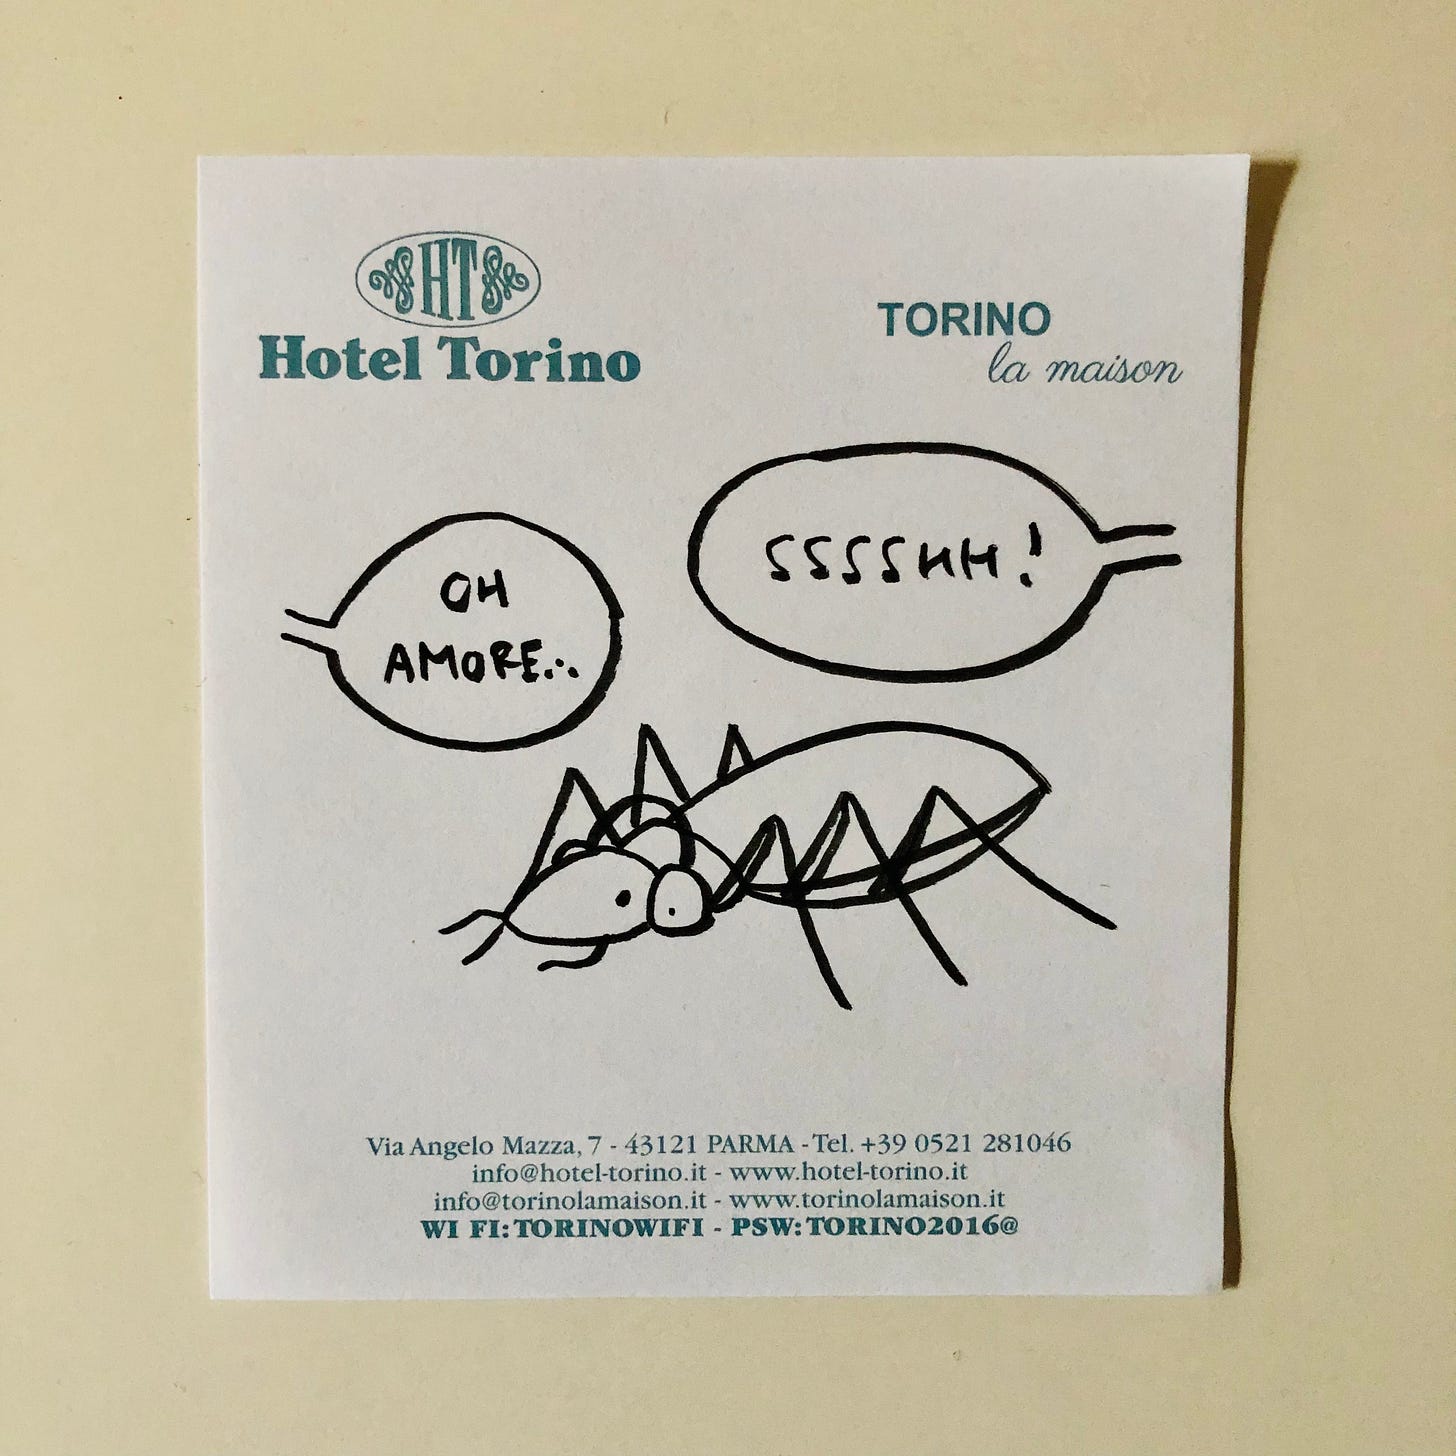 HT
Hotel Torino
TORINO
la maison
OH
AMORE...
SSSSHH!
Via Angelo Mazza, 7 - 43121 PARMA - Tel. +39 0521 281046
info@hotel-torino.it - www.hotel-torino.it
info@torinolamaison.it - www.torinolamaison.it
WI FI: TORINOWIFI - PSW: TORINO2016@